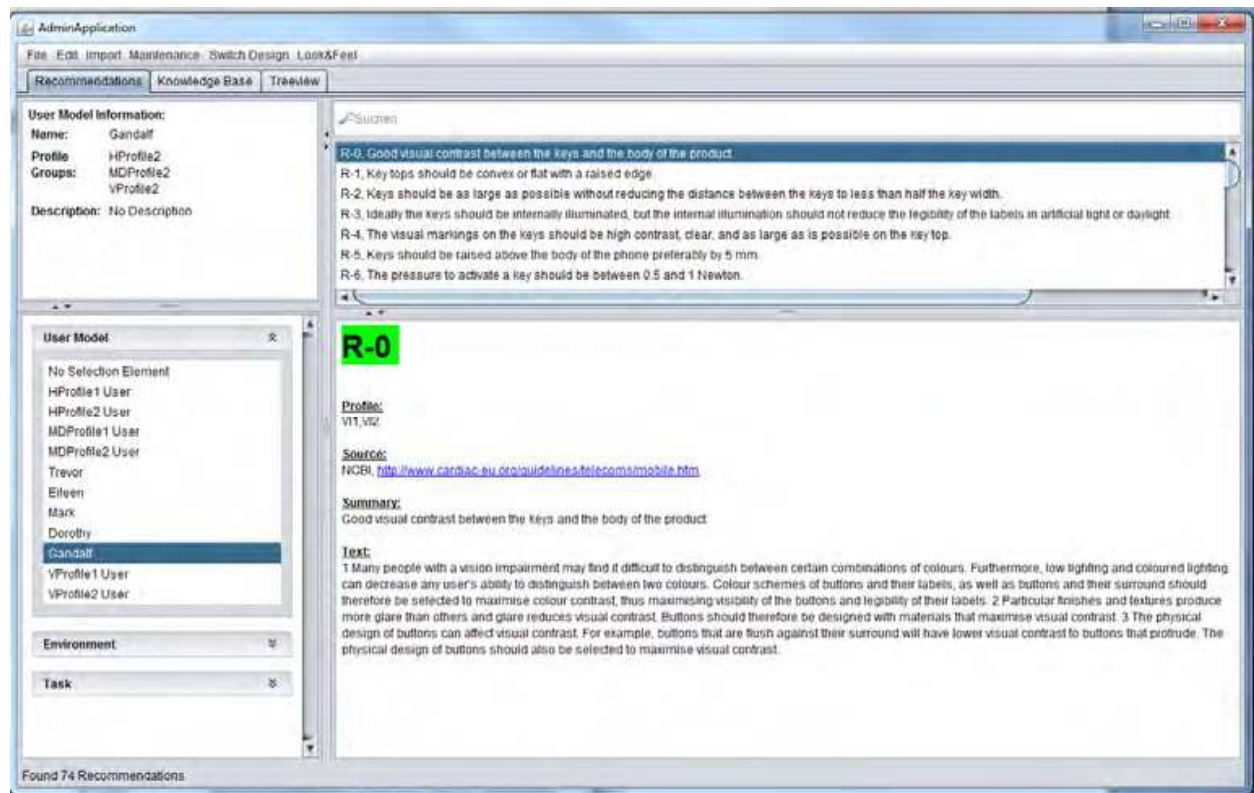 AdminApplication
File Edit Import Maintenance Switch Design Look&Feel
Recommendations Knowledge Base Treeview
User Model Information:
Name: Gandalf
Profile Groups: HProfile2
MDProfile2
VProfile2
Description: No Description
Suchen
R-0, Good visual contrast between the keys and the body of the product
R-1, Key tops should be convex or flat with a raised edge.
R-2, Keys should be as large as possible without reducing the distance between the keys to less than half the key width.
R-3, Ideally the keys should be internally illuminated, but the internal illumination should not reduce the legibility of the labels in artificial light or daylight.
R-4, The visual markings on the keys should be high contrast, clear, and as large as is possible on the key top.
R-5, Keys should be raised above the body of the phone preferably by 5 mm.
R-6, The pressure to activate a key should be between 0.5 and 1 Newton.
User Model
No Selection Element
HProfile1 User
HProfile2 User
MDProfile1 User
MDProfile2 User
Trevor
Eileen
Mark
Dorothy
Gandalf
VProfile1 User
VProfile2 User
Environment
Task
R-0
Profile:
VI1,VI2
Source:
NCBI, http://www.cardiac-eu.org/guidelines/telecoms/mobile.htm
Summary:
Good visual contrast between the keys and the body of the product
Text:
1 Many people with a vision impairment may find it difficult to distinguish between certain combinations of colours. Furthermore, low lighting and coloured lighting
can decrease any user's ability to distinguish between two colours. Colour schemes of buttons and their labels, as well as buttons and their surround should
therefore be selected to maximise colour contrast, thus maximising visibility of the buttons and legibility of their labels. 2 Particular finishes and textures produce
more glare than others and glare reduces visual contrast. Buttons should therefore be designed with materials that maximise visual contrast. 3 The physical
design of buttons can affect visual contrast. For example, buttons that are flush against their surround will have lower visual contrast to buttons that protrude. The
physical design of buttons should also be selected to maximise visual contrast.
Found 74 Recommendations